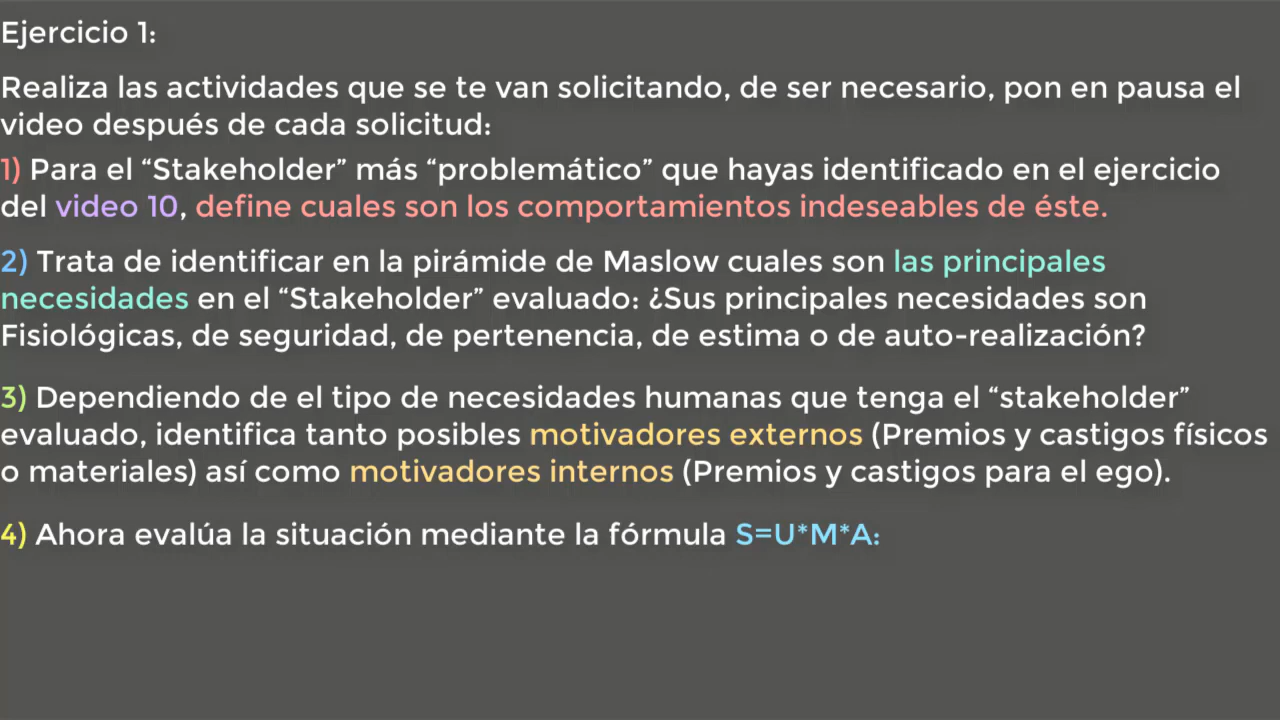 Ejercicio 1:
Realiza las actividades que se te van solicitando, de ser necesario, pon en pausa el
video después de cada solicitud:
1) Para el “Stakeholder” más “problemático” que hayas identificado en el ejercicio
del video 10, define cuales son los comportamientos indeseables de éste.
2) Trata de identificar en la pirámide de Maslow cuales son las principales
necesidades en el “Stakeholder” evaluado: ¿Sus principales necesidades son
Fisiológicas, de seguridad, de pertenencia, de estima o de auto-realización?
3) Dependiendo de el tipo de necesidades humanas que tenga el “stakeholder”
evaluado, identifica tanto posibles motivadores externos (Premios y castigos físicos
o materiales) así como motivadores internos (Premios y castigos para el ego).
4) Ahora evalúa la situación mediante la fórmula S=U*M*A: